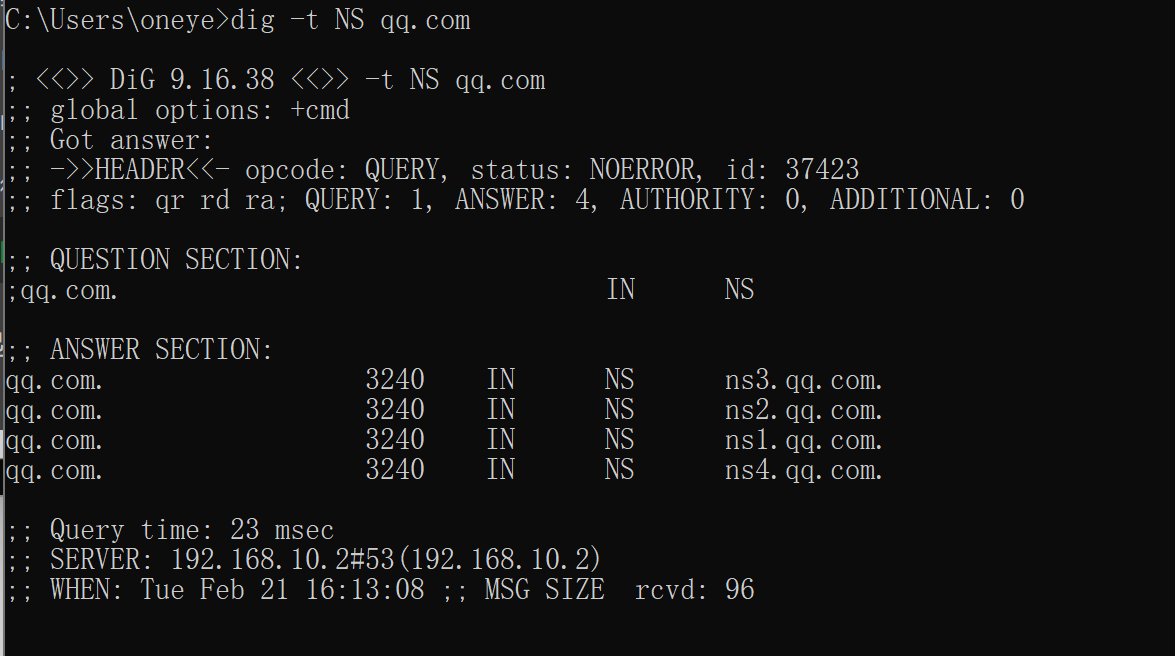 C:\Users\oneye>dig -t NS qq.com
; <<>> DiG 9.16.38 <<>> -t NS qq.com
;; global options: +cmd
;; Got answer:
;; ->>HEADER<<- opcode: QUERY, status: NOERROR, id: 37423
;; flags: qr rd ra; QUERY: 1, ANSWER: 4, AUTHORITY: 0, ADDITIONAL: 0
;; QUESTION SECTION:
;qq.com. IN NS
;; ANSWER SECTION:
qq.com. 3240 IN NS ns3.qq.com.
qq.com. 3240 IN NS ns2.qq.com.
qq.com. 3240 IN NS ns1.qq.com.
qq.com. 3240 IN NS ns4.qq.com.
;; Query time: 23 msec
;; SERVER: 192.168.10.2#53(192.168.10.2)
;; WHEN: Tue Feb 21 16:13:08 ;; MSG SIZE rcvd: 96